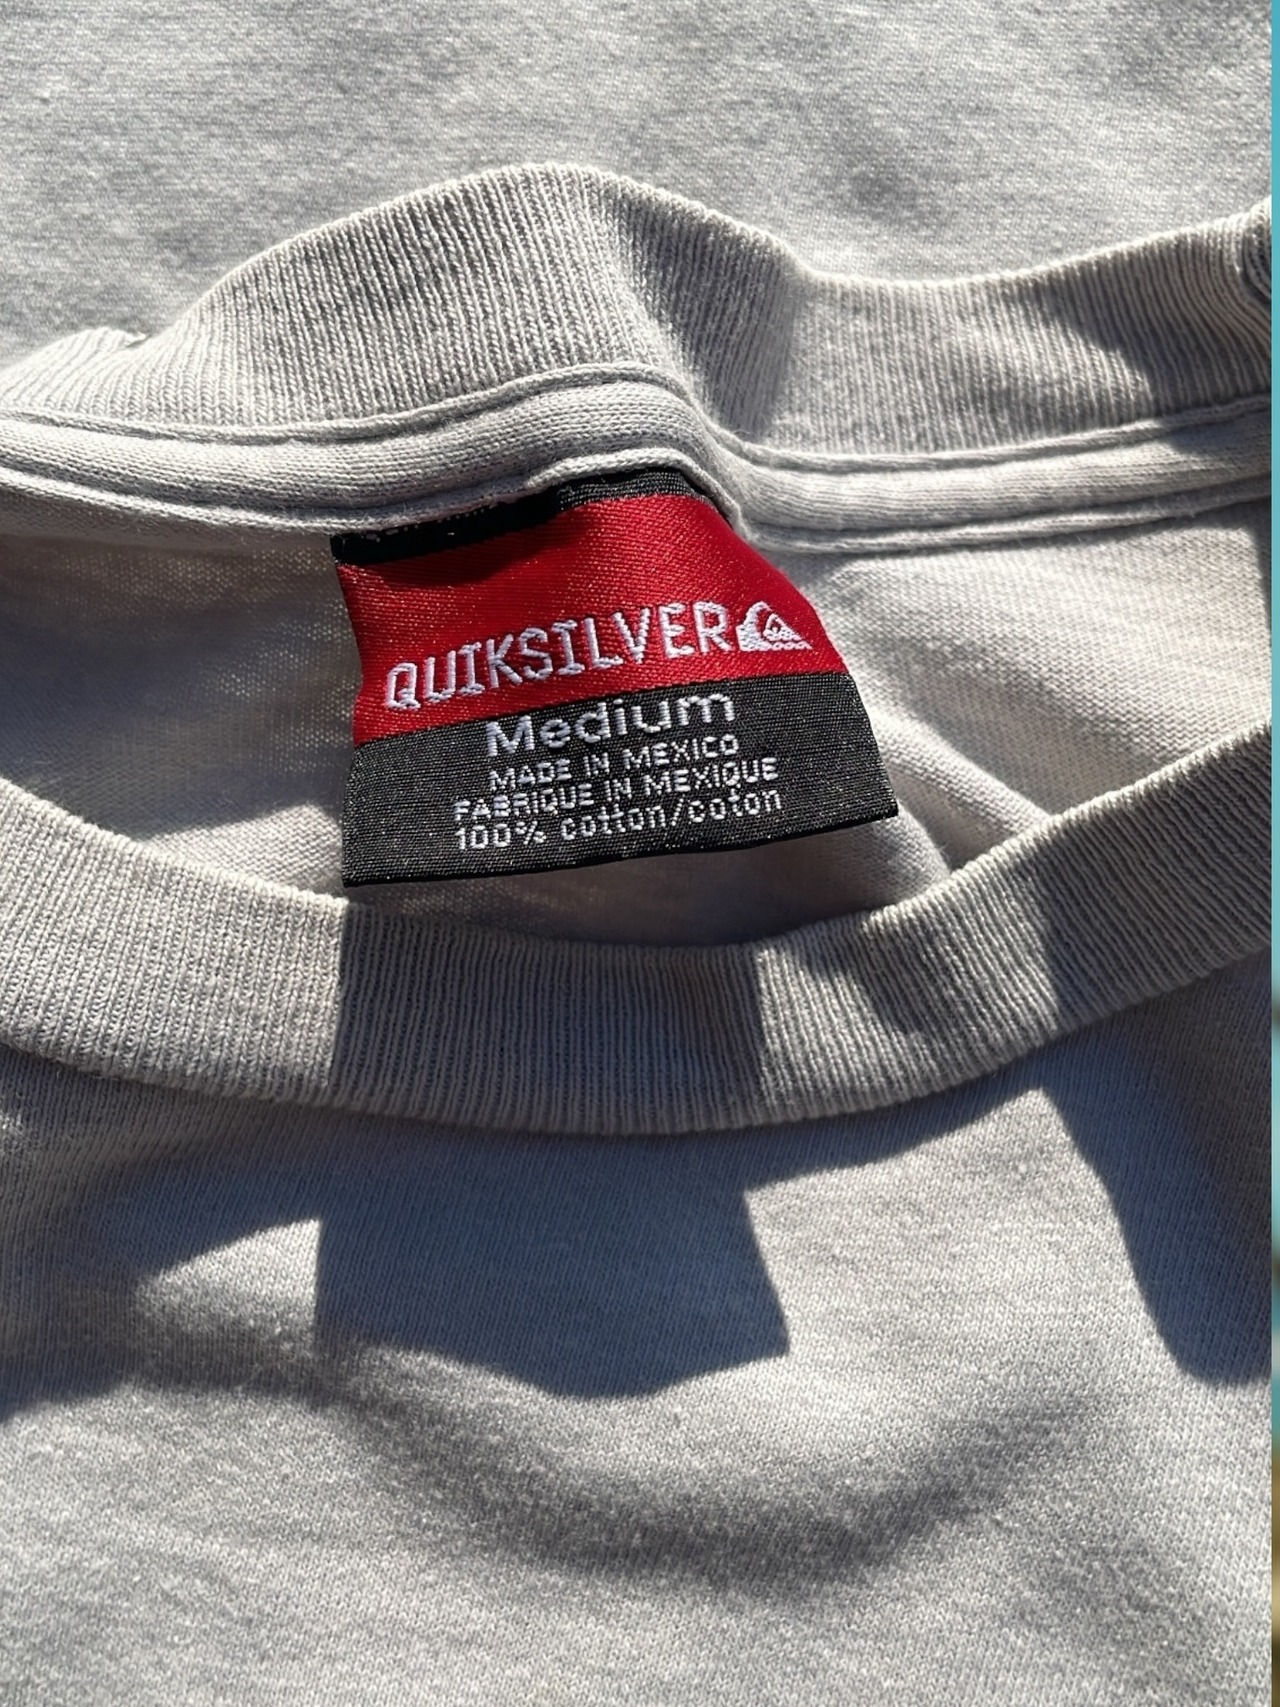 QUIKSILVER
Medium
MADE IN MEXICO
FABRIQUE IN MEXIQUE
100% cotton/coton